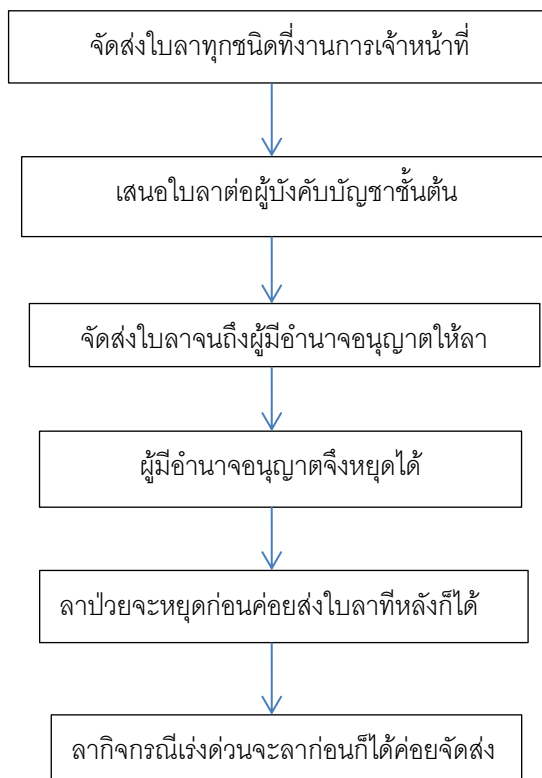 จัดส่งใบลาทุกชนิดที่งานการเจ้าหน้าที่
เสนอใบลาต่อผู้บังคับบัญชาชั้นต้น
จัดส่งใบลาจนถึงผู้มีอำนาจอนุญาตให้ลา
ผู้มีอำนาจอนุญาตจึงหยุดได้
ลาป่วยจะหยุดก่อนค่อยส่งใบลาทีหลังก็ได้
ลากิจกรณีเร่งด่วนจะลาก่อนก็ได้ค่อยจัดส่ง